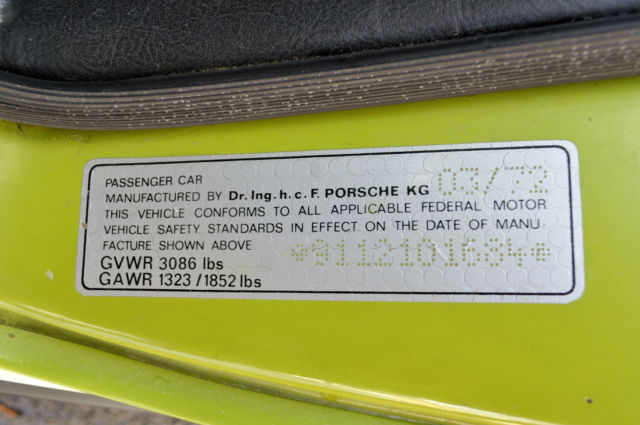 PASSENGER CAR
MANUFACTURED BY Dr. Ing. h. c. F. PORSCHE KG 03/72
THIS VEHICLE CONFORMS TO ALL APPLICABLE FEDERAL MOTOR
VEHICLE SAFETY STANDARDS IN EFFECT ON THE DATE OF MANU
FACTURE SHOWN ABOVE *9112101684*
GVWR 3086 lbs
GAWR 1323 / 1852 lbs